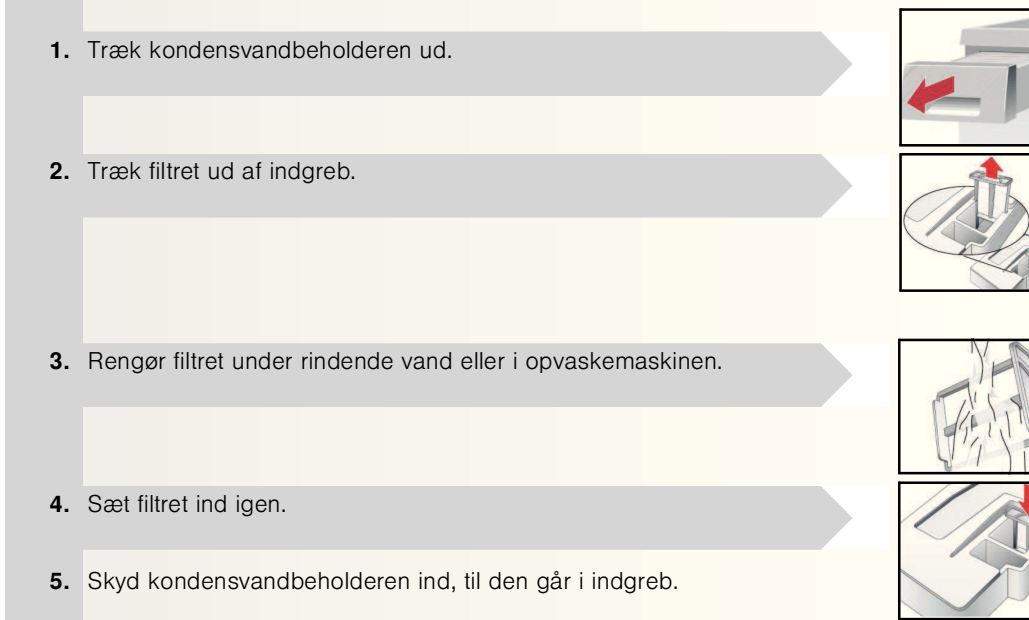 1. Træk kondensvandbeholderen ud.
2. Træk filtret ud af indgreb.
3. Rengør filtret under rindende vand eller i opvaskemaskinen.
4. Sæt filtret ind igen.
5. Skyd kondensvandbeholderen ind, til den går i indgreb.